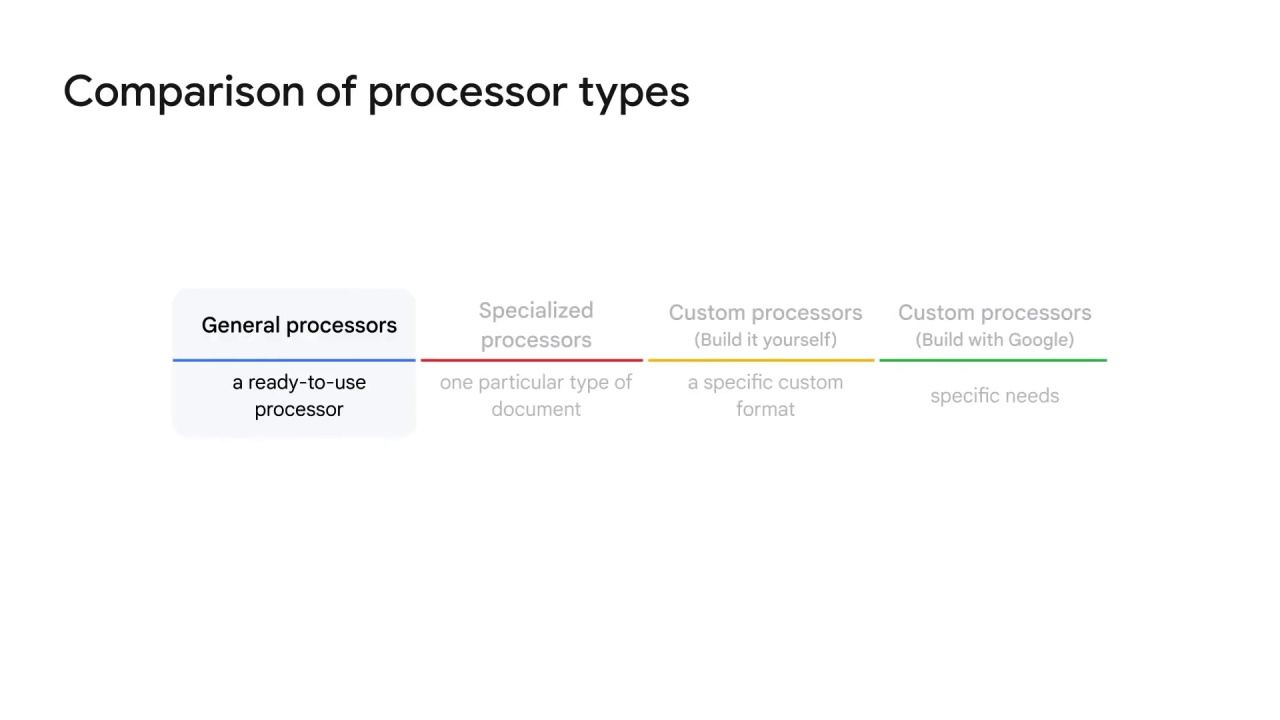 Comparison of processor types
General processors
a ready-to-use
processor
Specialized
processors
one particular type of
document
Custom processors
(Build it yourself)
a specific custom
format
Custom processors
(Build with Google)
specific needs